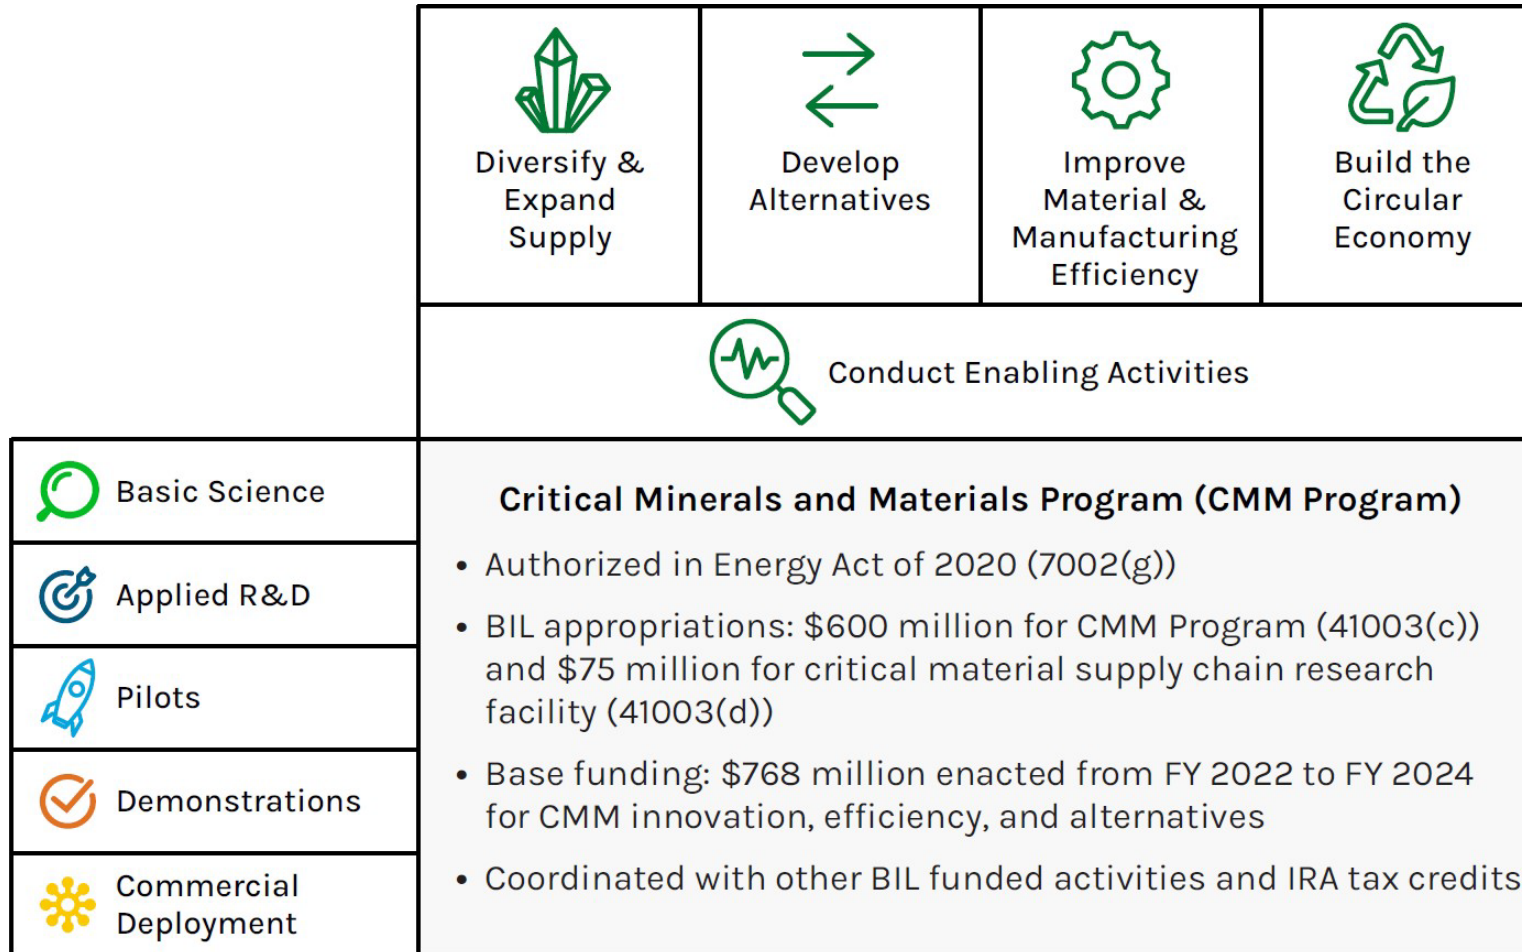 Diversify &
Expand
Supply
Develop
Alternatives
Improve
Material &
Manufacturing
Efficiency
Build the
Circular
Economy
Conduct Enabling Activities
Basic Science
Applied R&D
Pilots
Demonstrations
Commercial
Deployment
Critical Minerals and Materials Program (CMM Program)
• Authorized in Energy Act of 2020 (7002(g))
• BIL appropriations: $600 million for CMM Program (41003(c))
and $75 million for critical material supply chain research
facility (41003(d))
• Base funding: $768 million enacted from FY 2022 to FY 2024
for CMM innovation, efficiency, and alternatives
• Coordinated with other BIL funded activities and IRA tax credits